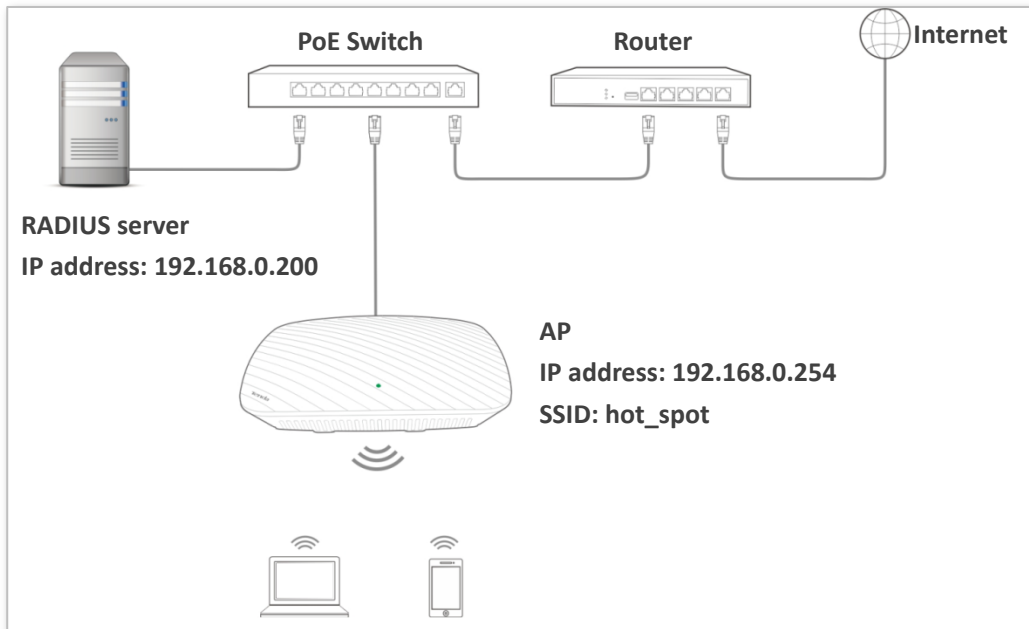 PoE Switch
Router
Internet
RADIUS server
IP address: 192.168.0.200
AP
IP address: 192.168.0.254
SSID: hot_spot